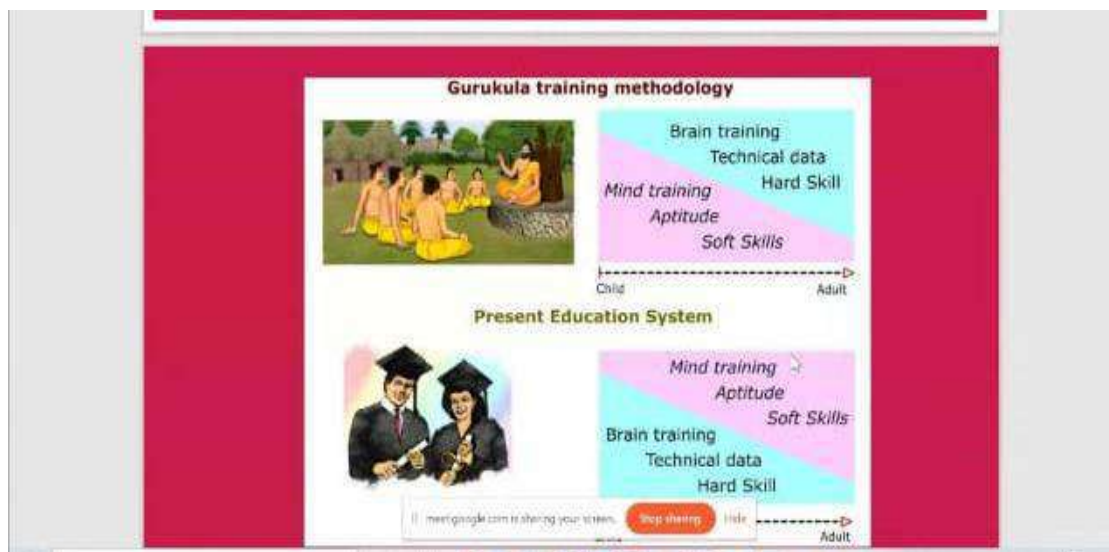 Gurukula training methodology
Brain training
Technical data
Hard Skill
Mind training
Aptitude
Soft Skills
Child
Adult
Present Education System
Mind training
Aptitude
Soft Skills
Brain training
Technical data
Hard Skill
meet.google.com is sharing your screen.
Stop sharing
Hide
Adult